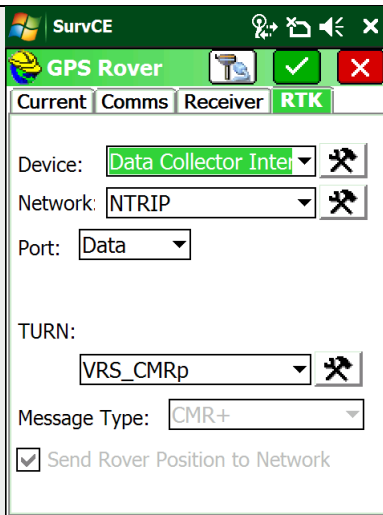 SurvCE
GPS Rover
Current Comms Receiver RTK
Device: Data Collector Inter
Network: NTRIP
Port: Data
TURN:
VRS_CMRp
Message Type: CMR+
Send Rover Position to Network